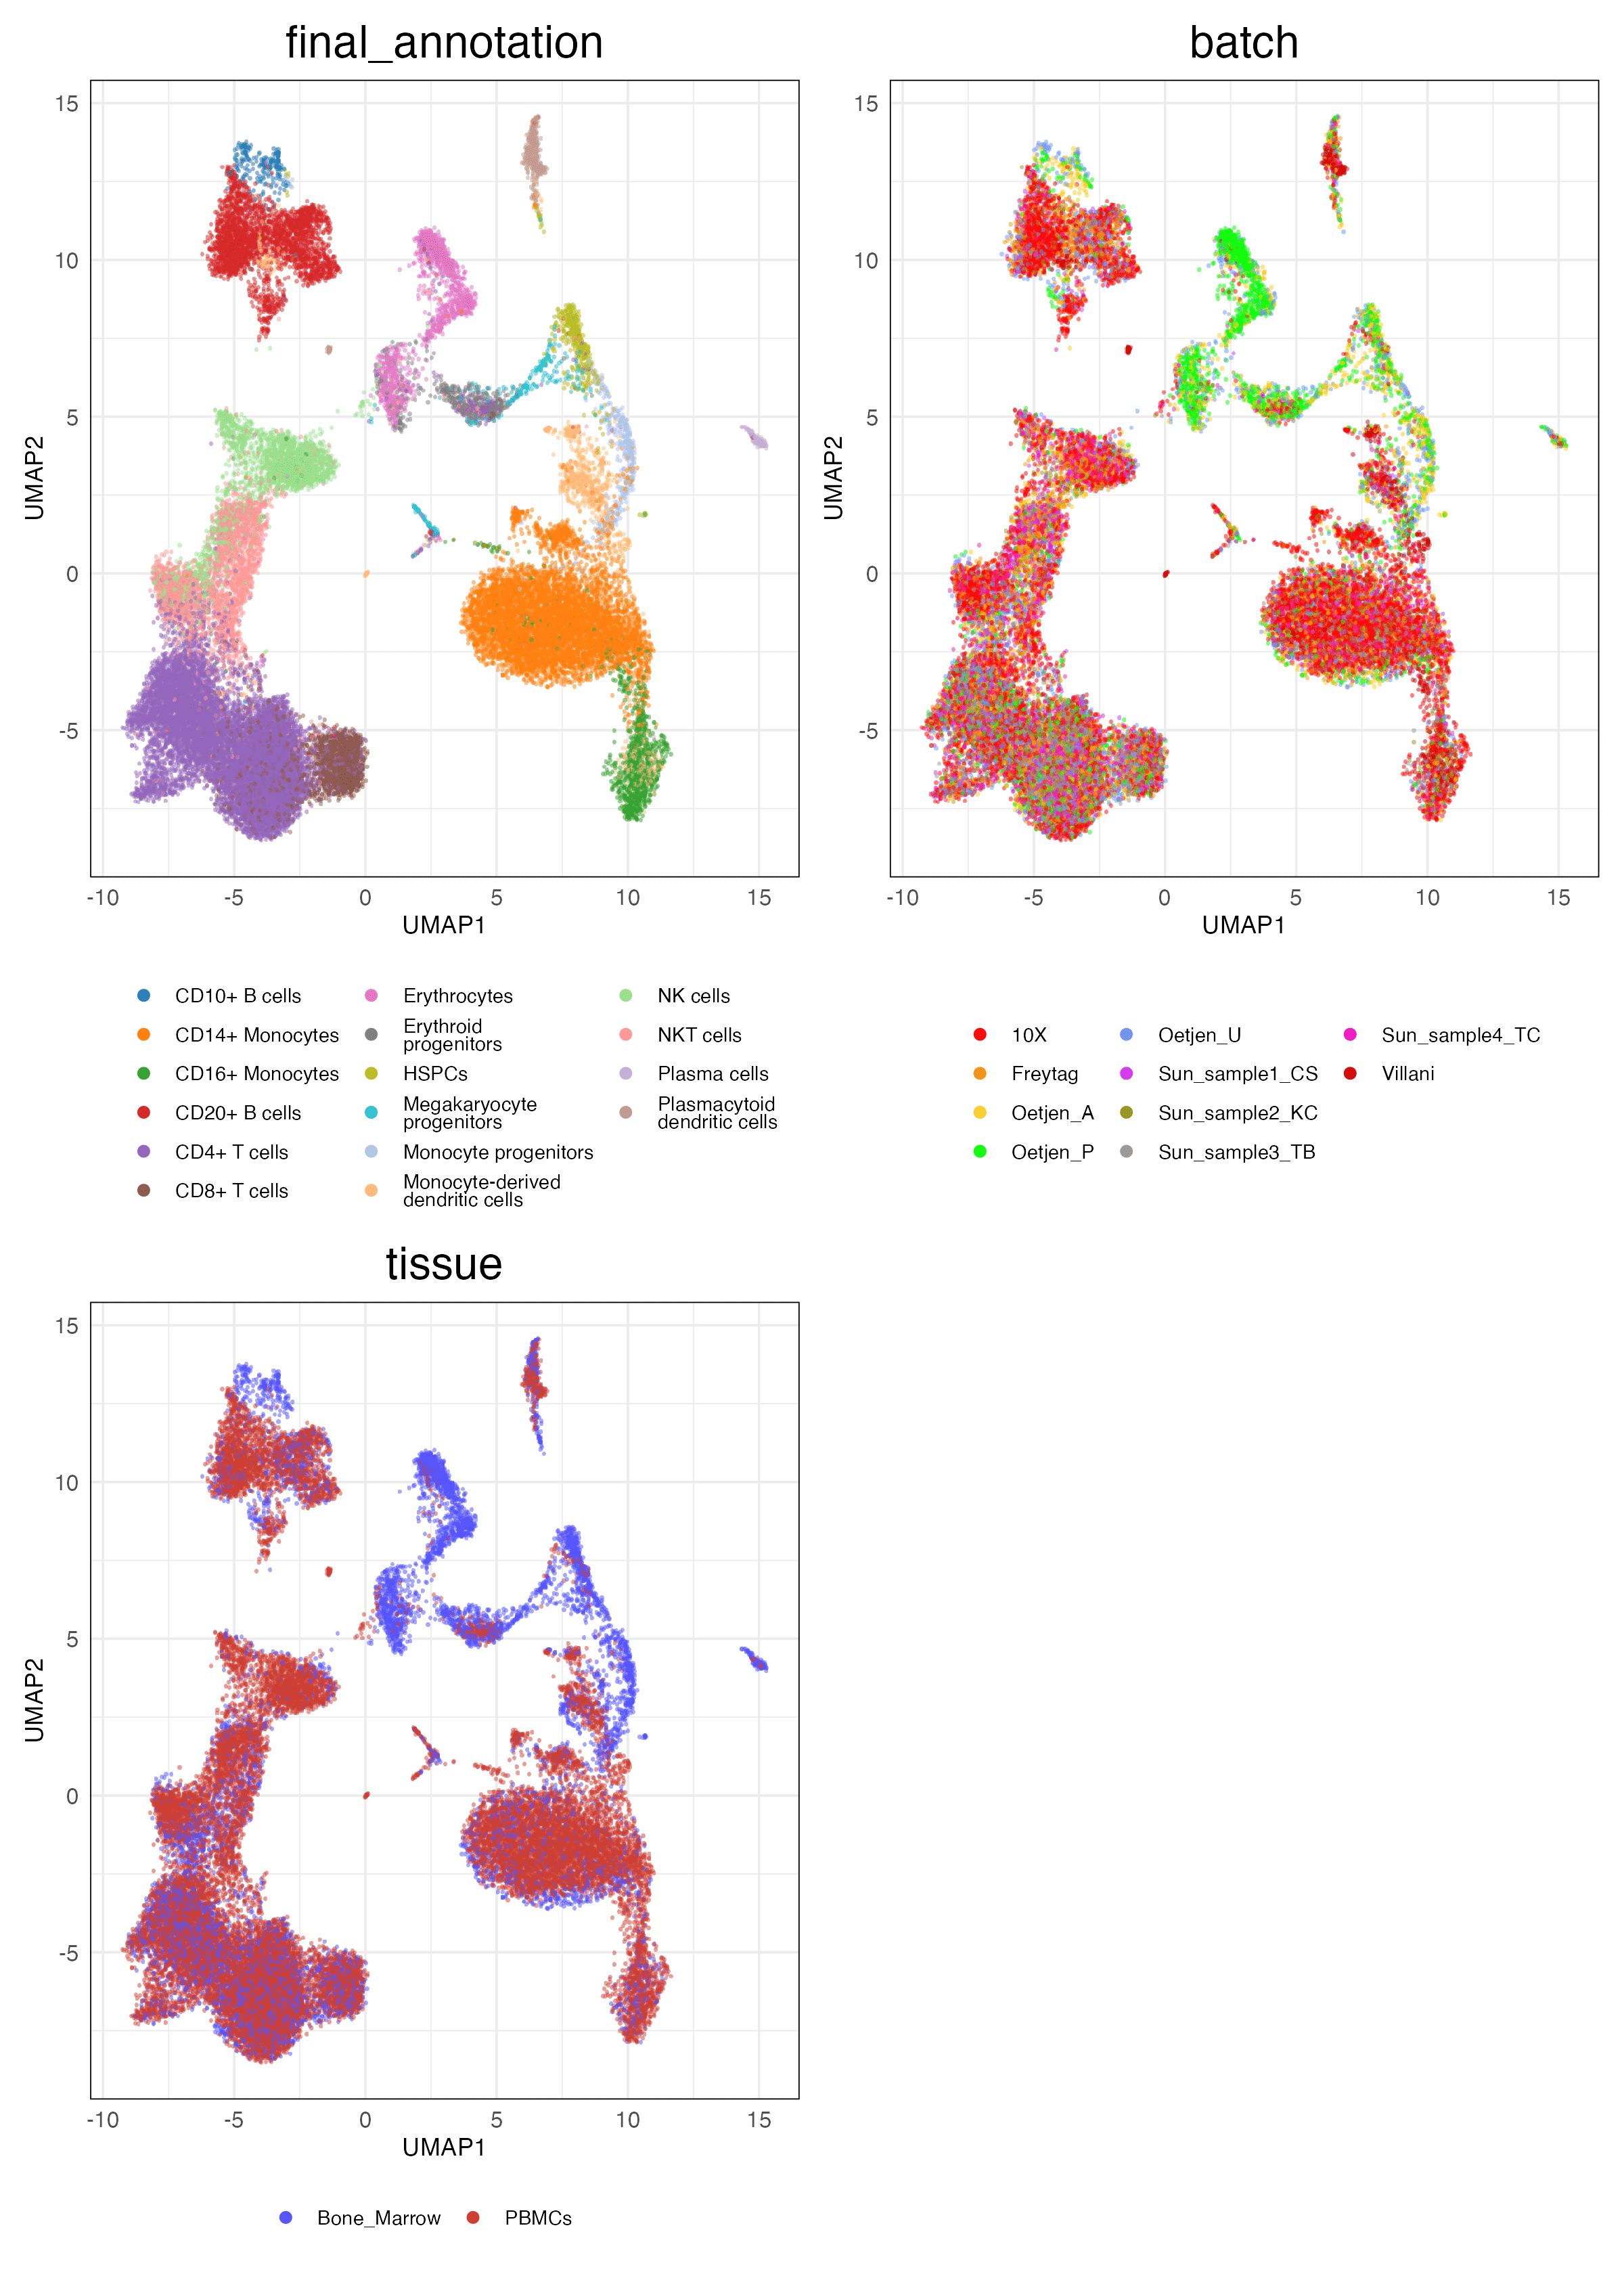 final_annotation
15
10
5
0
-5
UMAP2
-10 -5 0 5 10 15
UMAP1
CD10+ B cells
CD14+ Monocytes
CD16+ Monocytes
CD20+ B cells
CD4+ T cells
CD8+ T cells
Erythrocytes
Erythroid
progenitors
HSPCs
Megakaryocyte
progenitors
Monocyte progenitors
Monocyte-derived
dendritic cells
NK cells
NKT cells
Plasma cells
Plasmacytoid
dendritic cells
batch
15
10
5
0
-5
UMAP2
-10 -5 0 5 10 15
UMAP1
10X
Freytag
Oetjen_A
Oetjen_P
Oetjen_U
Sun_sample1_CS
Sun_sample2_KC
Sun_sample3_TB
Sun_sample4_TC
Villani
tissue
15
10
5
0
-5
UMAP2
-10 -5 0 5 10 15
UMAP1
Bone_Marrow PBMCs